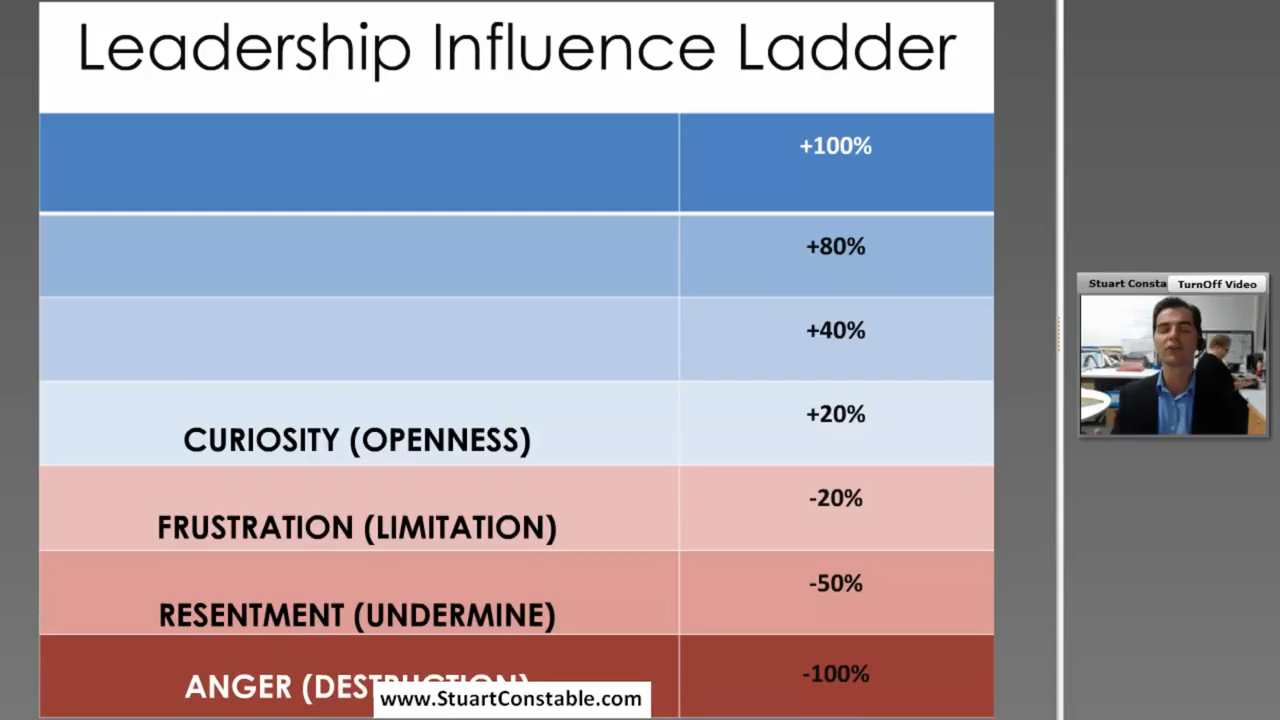 Leadership Influence Ladder
+100%
+80%
+40%
CURIOSITY (OPENNESS) +20%
FRUSTRATION (LIMITATION) -20%
RESENTMENT (UNDERMINE) -50%
ANGER (DESTRUCTION) -100%
www.StuartConstable.com
Stuart Consta TurnOff Video